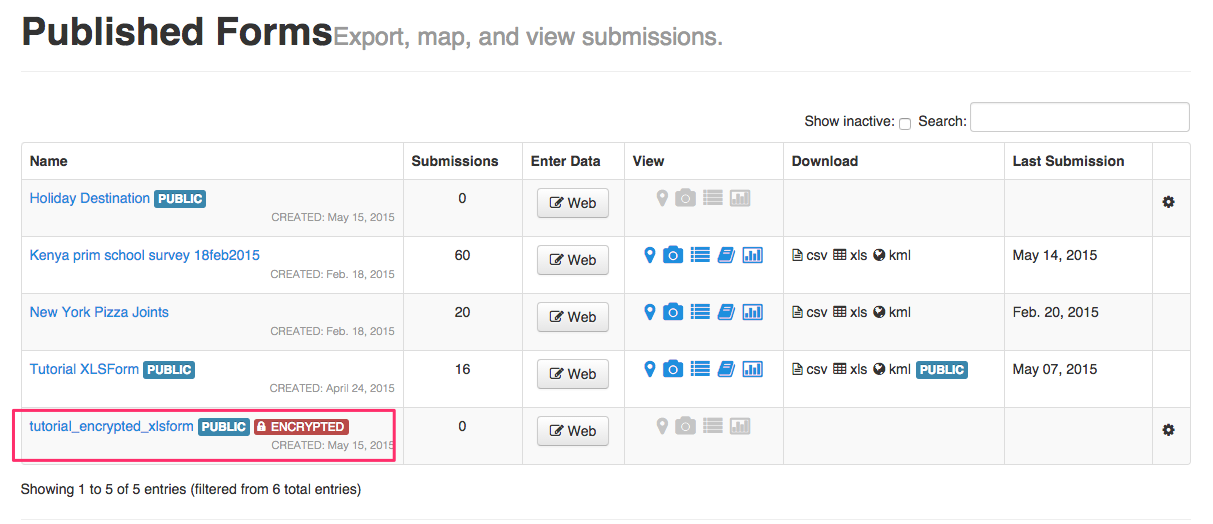 Published Forms Export, map, and view submissions.
Show inactive: Search:
Name Submissions Enter Data View Download Last Submission
Holiday Destination PUBLIC 0 Web
CREATED: May 15, 2015
Kenya prim school survey 18feb2015 60 Web csv xls kml May 14, 2015
CREATED: Feb. 18, 2015
New York Pizza Joints 20 Web csv xls kml Feb. 20, 2015
CREATED: Feb. 18, 2015
Tutorial XLSForm PUBLIC 16 Web csv xls kml PUBLIC May 07, 2015
CREATED: April 24, 2015
tutorial_encrypted_xlsform PUBLIC ENCRYPTED 0 Web
CREATED: May 15, 2015
Showing 1 to 5 of 5 entries (filtered from 6 total entries)